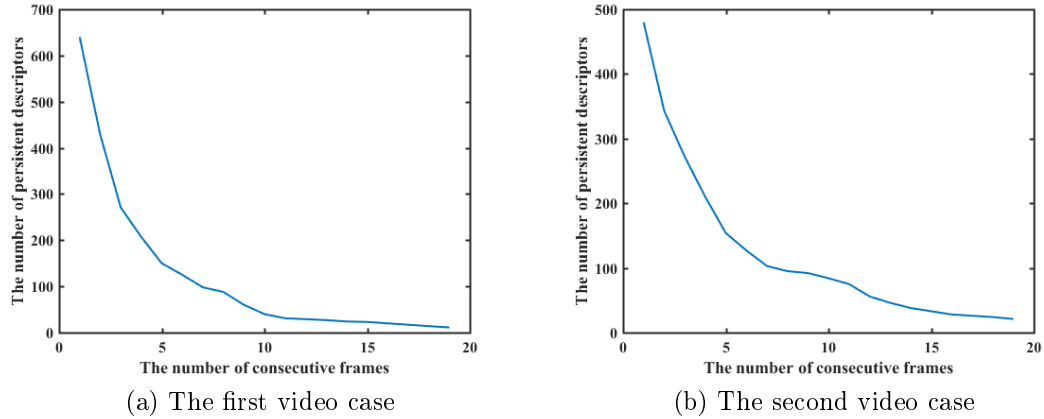 700
600
500
400
300
200
100
0
0 5 10 15 20
The number of persistent descriptors
The number of consecutive frames
(a) The first video case
500
400
300
200
100
0
0 5 10 15 20
The number of persistent descriptors
The number of consecutive frames
(b) The second video case